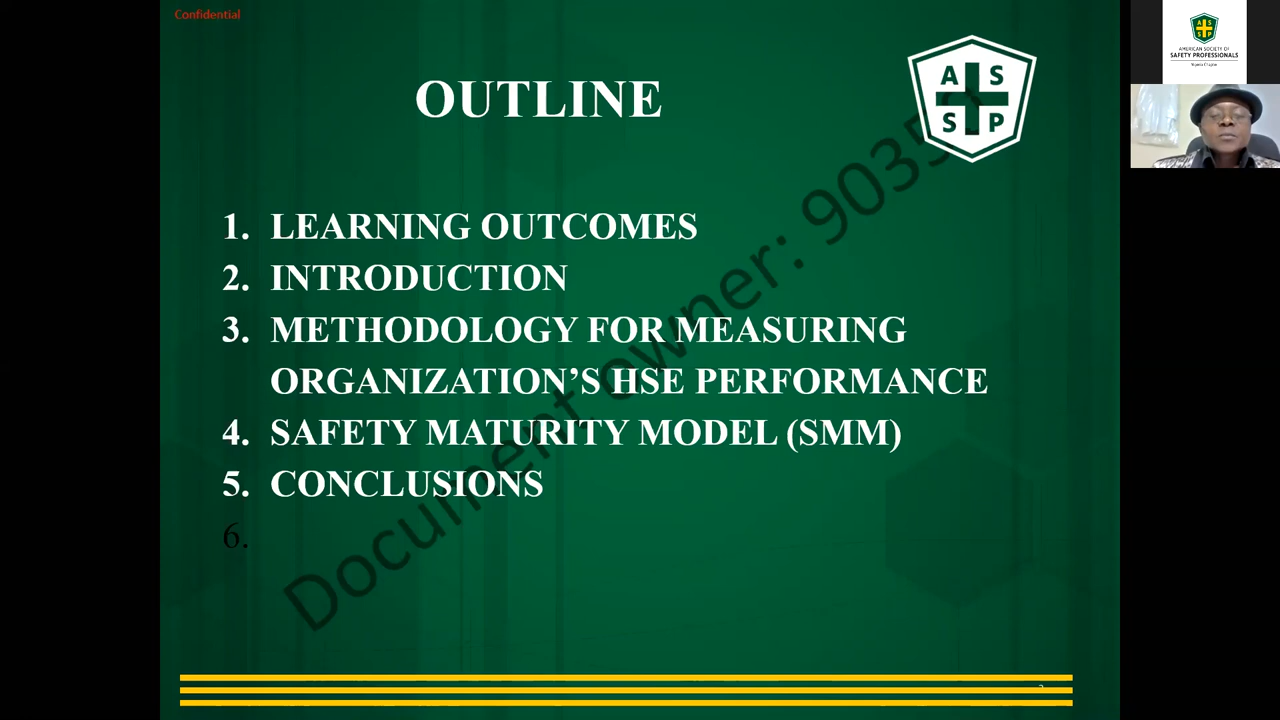 Confidential
OUTLINE
A S
S P
1. LEARNING OUTCOMES
2. INTRODUCTION
3. METHODOLOGY FOR MEASURING
ORGANIZATION’S HSE PERFORMANCE
4. SAFETY MATURITY MODEL (SMM)
5. CONCLUSIONS
6.
Document owner:
A S
S P
AMERICAN SOCIETY OF
SAFETY PROFESSIONALS